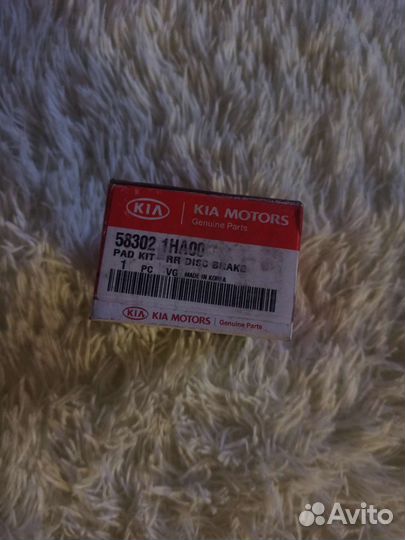 KIA KIA MOTORS
Genuine Parts
58302 1HA00
PAD KIT RR DISC BRAKE
1 PC VG MADE IN KOREA
KIA KIA MOTORS Genuine Parts
Avito